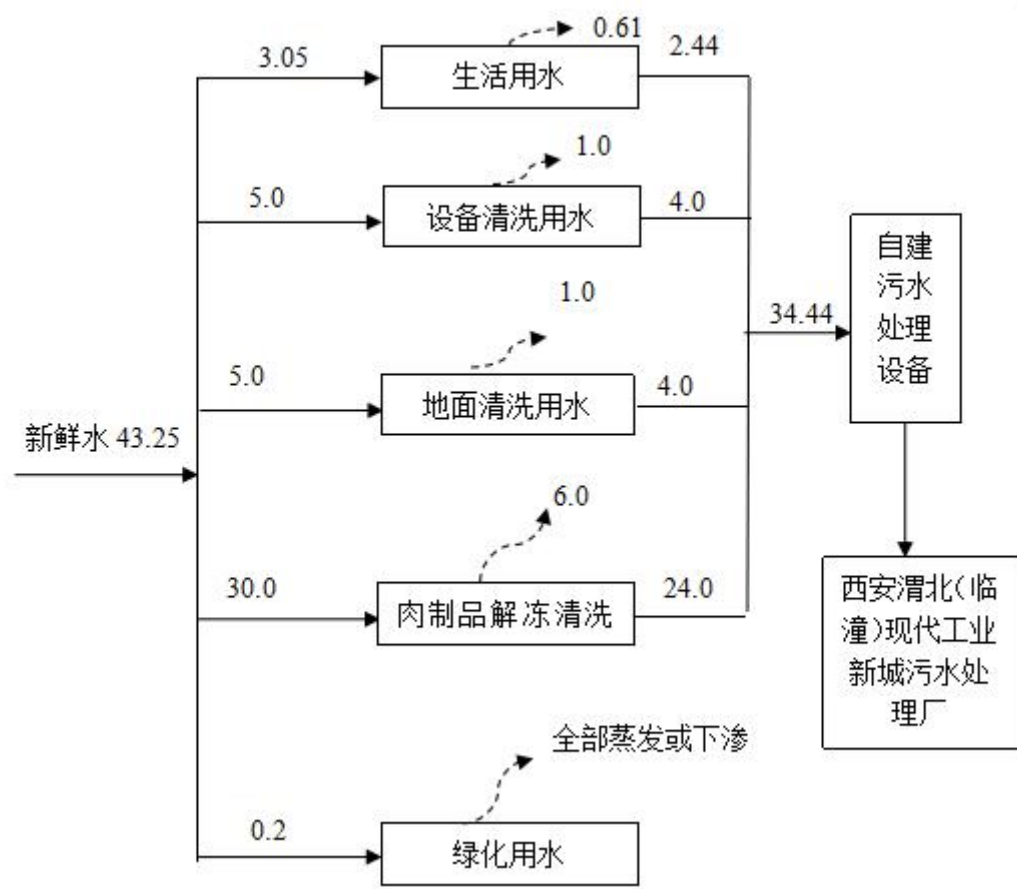 0.61
3.05
生活用水
2.44
1.0
5.0
设备清洗用水
4.0
自建
污水
处理
设备
1.0
34.44
5.0
地面清洗用水
4.0
新鲜水 43.25
6.0
30.0
肉制品解冻清洗
24.0
西安渭北(临
潼)现代工业
新城污水处
理厂
全部蒸发或下渗
0.2
绿化用水